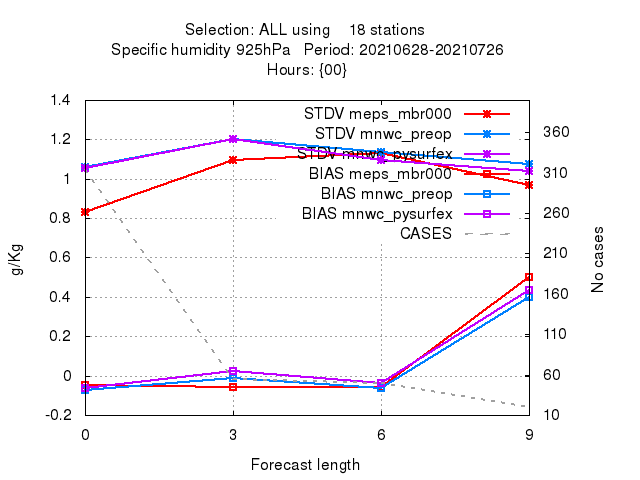 Selection: ALL using 18 stations
Specific humidity 925hPa Period: 20210628-20210726
Hours: {00}
STDV meps_mbr000
STDV mnwc_preop
STDV mnwc_pysurfex
BIAS meps_mbr000
BIAS mnwc_preop
BIAS mnwc_pysurfex
CASES
g/Kg
1.4
1.2
1
0.8
0.6
0.4
0.2
0
-0.2
No cases
360
310
260
210
160
110
60
10
0 3 6 9
Forecast length